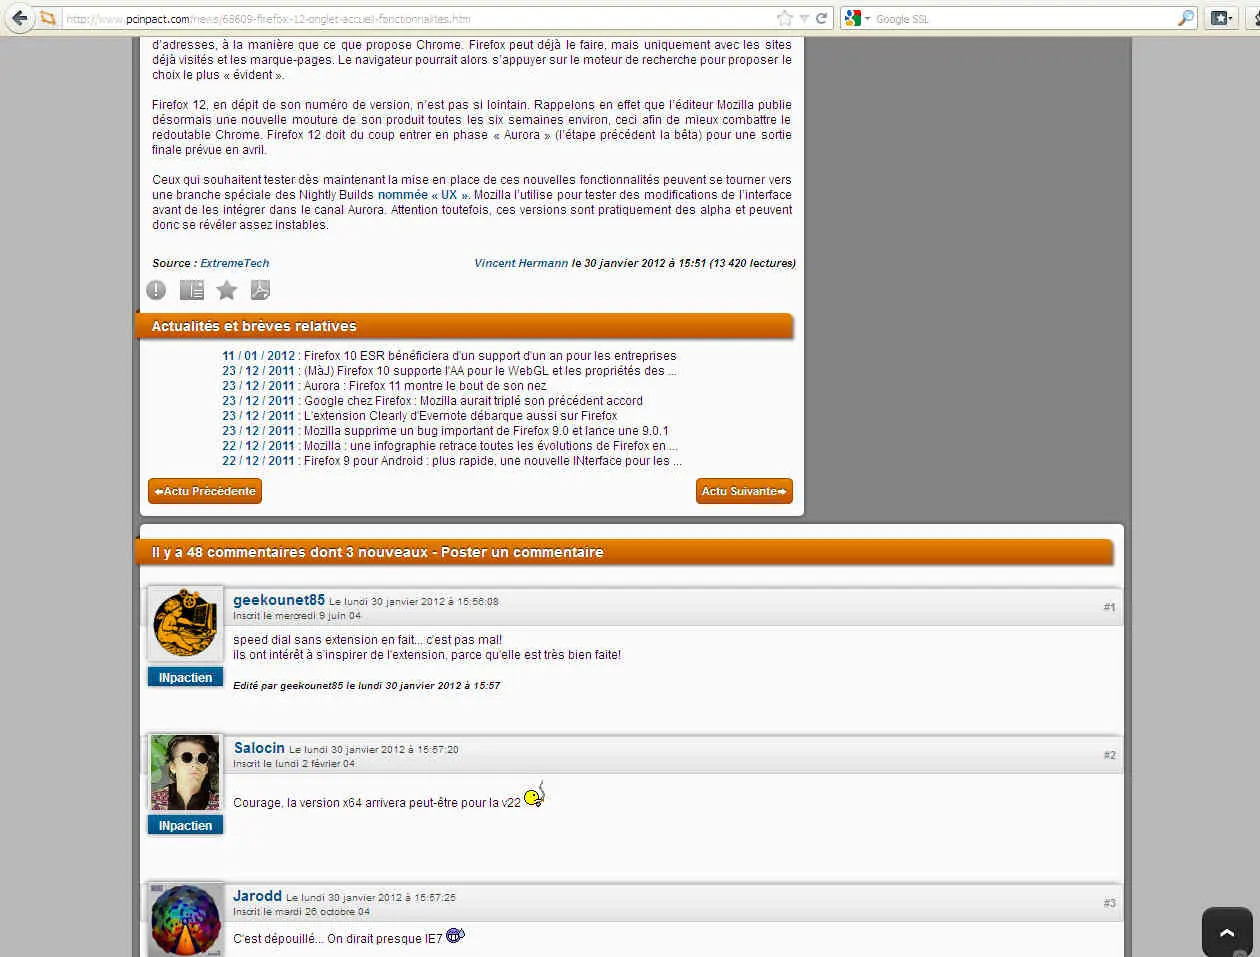 http://www.pcinpact.com/news/68609-firefox-12-onglet-accueil-fonctionnalites.htm
Google SSL
d'adresses, à la manière que ce que propose Chrome. Firefox peut déjà le faire, mais uniquement avec les sites
déjà visités et les marque-pages. Le navigateur pourrait alors s'appuyer sur le moteur de recherche pour proposer le
choix le plus « évident ».
Firefox 12, en dépit de son numéro de version, n'est pas si lointain. Rappelons en effet que l'éditeur Mozilla publie
désormais une nouvelle mouture de son produit toutes les six semaines environ, ceci afin de mieux combattre le
redoutable Chrome. Firefox 12 doit du coup entrer en phase « Aurora » (l'étape précédent la bêta) pour une sortie
finale prévue en avril.
Ceux qui souhaitent tester dès maintenant la mise en place de ces nouvelles fonctionnalités peuvent se tourner vers
une branche spéciale des Nightly Builds nommée « UX ». Mozilla l'utilise pour tester des modifications de l'interface
avant de les intégrer dans le canal Aurora. Attention toutefois, ces versions sont pratiquement des alpha et peuvent
donc se révéler assez instables.
Source : ExtremeTech
Vincent Hermann le 30 janvier 2012 à 15:51 (13 420 lectures)
Actualités et brèves relatives
11 / 01 / 2012 : Firefox 10 ESR bénéficiera d'un support d'un an pour les entreprises
23 / 12 / 2011 : (MàJ) Firefox 10 supporte l'AA pour le WebGL et les propriétés des ...
23 / 12 / 2011 : Aurora : Firefox 11 montre le bout de son nez
23 / 12 / 2011 : Google chez Firefox : Mozilla aurait triplé son précédent accord
23 / 12 / 2011 : L'extension Clearly d'Evernote débarque aussi sur Firefox
23 / 12 / 2011 : Mozilla supprime un bug important de Firefox 9.0 et lance une 9.0.1
22 / 12 / 2011 : Mozilla : une infographie retrace toutes les évolutions de Firefox en ...
22 / 12 / 2011 : Firefox 9 pour Android : plus rapide, une nouvelle INterface pour les ...
Actu Précédente
Actu Suivante
Il y a 48 commentaires dont 3 nouveaux - Poster un commentaire
geekounet85 Le lundi 30 janvier 2012 à 15:56:08
#1
Inscrit le mercredi 9 juin 04
speed dial sans extension en fait... c'est pas mal!
ils ont intérêt à s'inspirer de l'extension, parce qu'elle est très bien faite!
INpactien
Edité par geekounet85 le lundi 30 janvier 2012 à 15:57
Salocin Le lundi 30 janvier 2012 à 15:57:20
#2
Inscrit le lundi 2 février 04
Courage, la version x64 arrivera peut-être pour la v22
INpactien
Jarodd Le lundi 30 janvier 2012 à 15:57:25
#3
Inscrit le mardi 26 octobre 04
C'est dépouillé... On dirait presque IE7